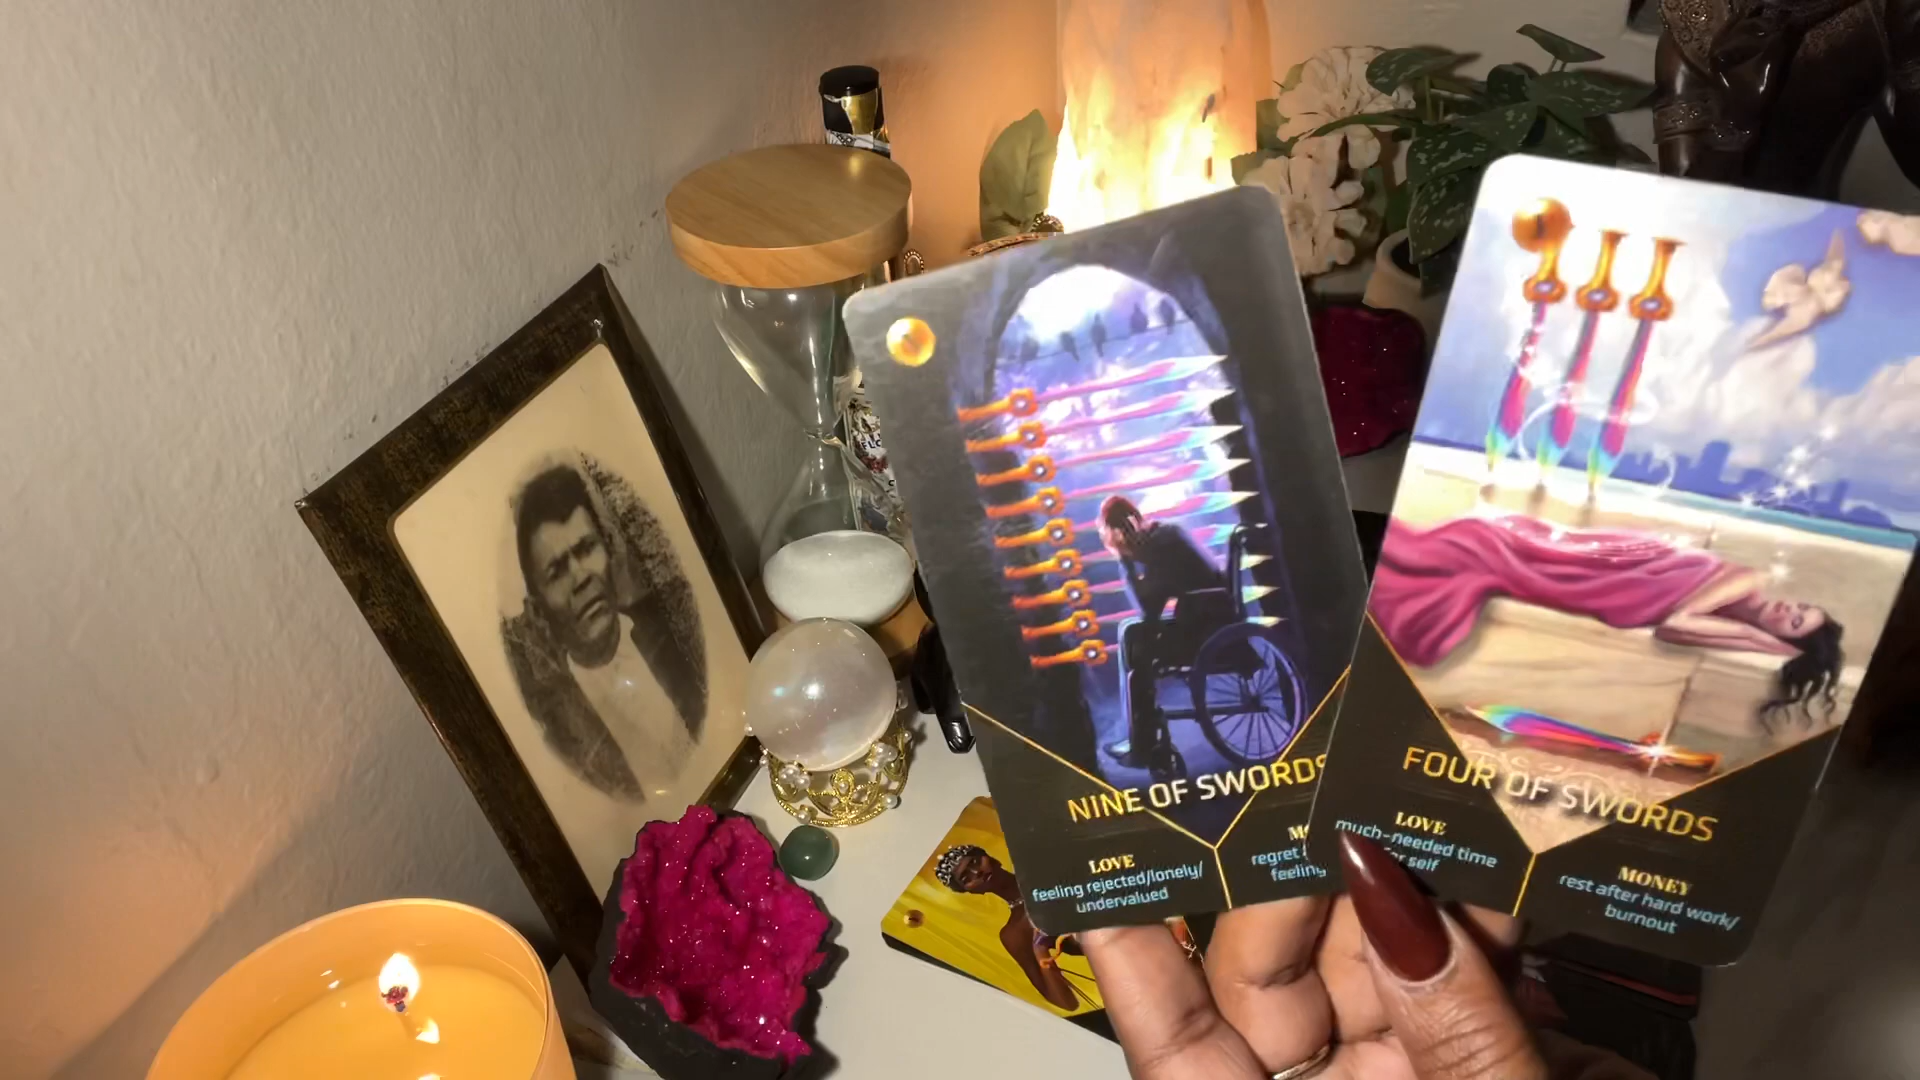 NINE OF SWORDS
LOVE
feeling rejected/lonely/
undervalued
regret
feeling
FOUR OF SWORDS
LOVE
much-needed time
self
MONEY
rest after hard work/
burnout